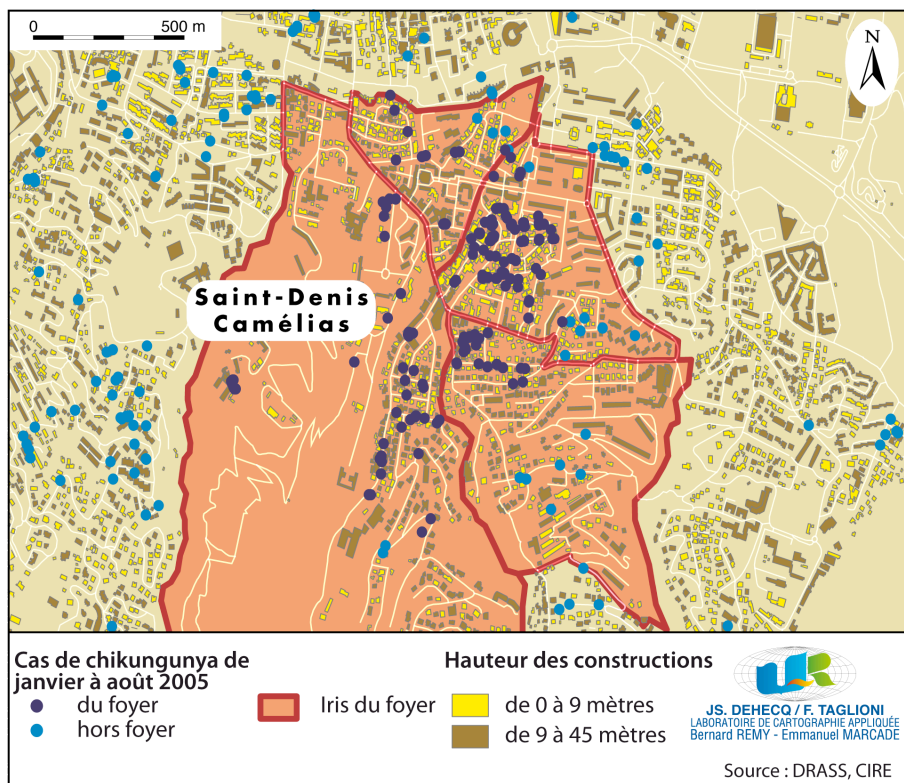 0 500 m
N
Saint-Denis
Camélias
Cas de chikungunya de
janvier à août 2005
du foyer
hors foyer
Iris du foyer
Hauteur des constructions
de 0 à 9 mètres
de 9 à 45 mètres
UR
JS. DEHECQ / F. TAGLIONI
LABORATOIRE DE CARTOGRAPHIE APPLIQUÉE
Bernard REMY - Emmanuel MARCADE
Source : DRASS, CIRE